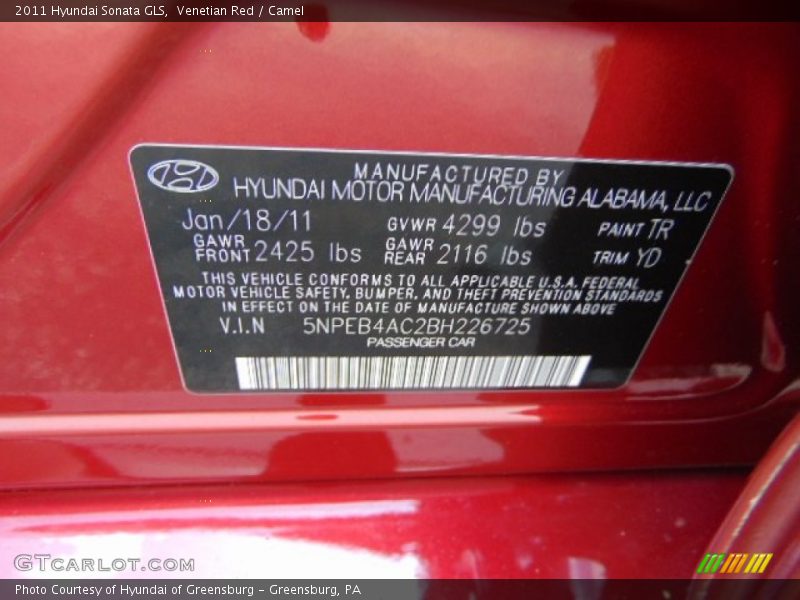 2011 Hyundai Sonata GLS, Venetian Red / Camel
MANUFACTURED BY
HYUNDAI MOTOR MANUFACTURING ALABAMA, LLC
Jan/18/11 GVWR 4299 lbs PAINT TR
GAWR FRONT 2425 lbs GAWR REAR 2116 lbs TRIM YD
THIS VEHICLE CONFORMS TO ALL APPLICABLE U.S.A. FEDERAL
MOTOR VEHICLE SAFETY, BUMPER, AND THEFT PREVENTION STANDARDS
IN EFFECT ON THE DATE OF MANUFACTURE SHOWN ABOVE
V.I.N 5NPEB4AC2BH226725
PASSENGER CAR
GTCARLOT.COM
Photo Courtesy of Hyundai of Greensburg - Greensburg, PA